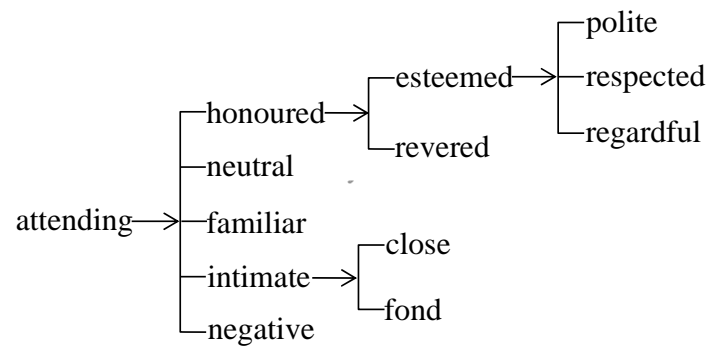 polite
esteemed
respected
honoured
regardful
revered
neutral
attending
familiar
close
intimate
fond
negative